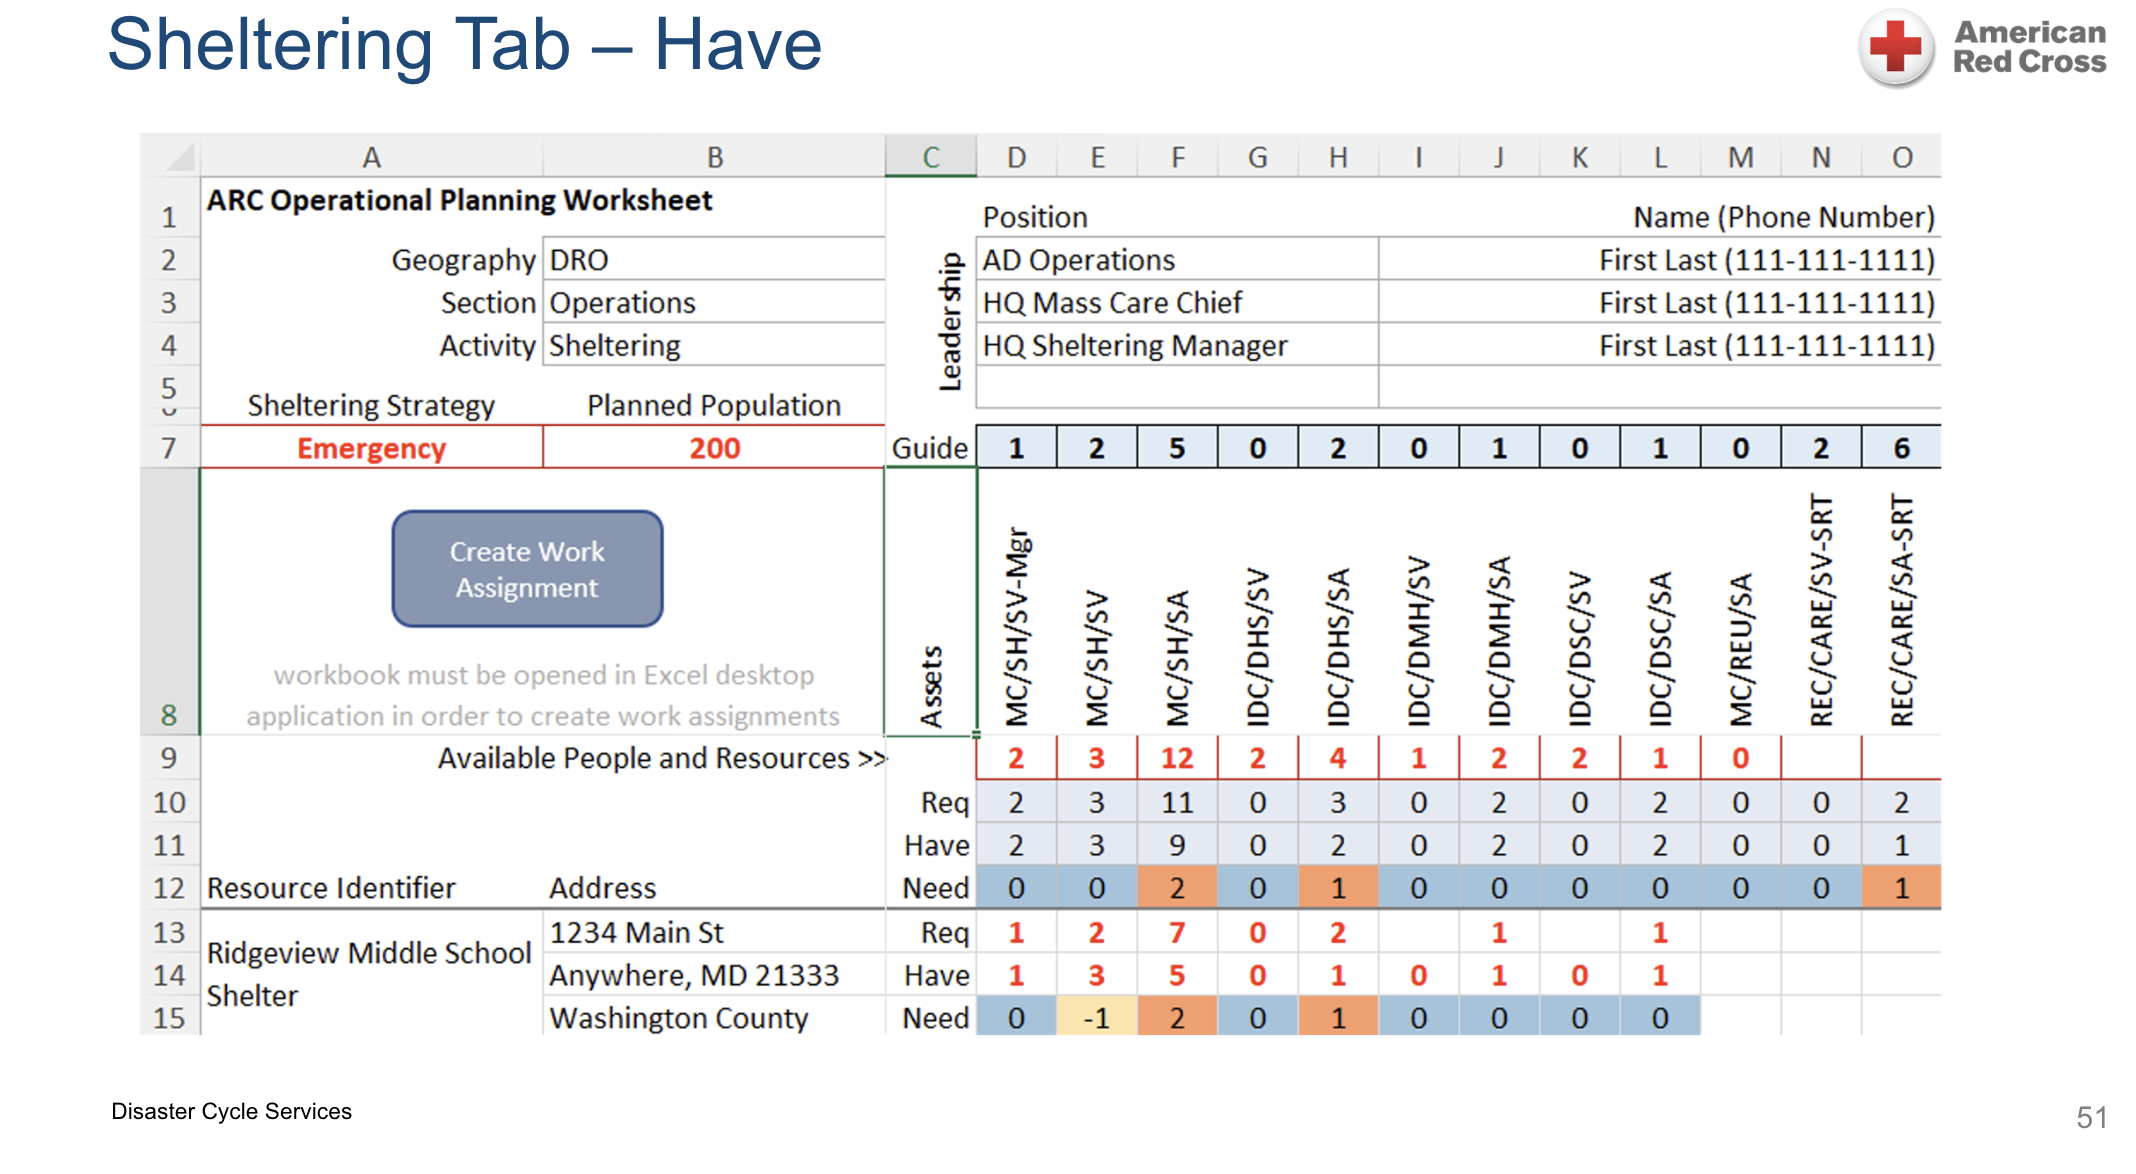 Sheltering Tab – Have
American
Red Cross
A B C D E F G H I J K L M N O
1 ARC Operational Planning Worksheet Position Name (Phone Number)
Leadership
2 Geography DRO AD Operations First Last (111-111-1111)
3 Section Operations HQ Mass Care Chief First Last (111-111-1111)
4 Activity Sheltering HQ Sheltering Manager First Last (111-111-1111)
5
Sheltering Strategy Planned Population
7 Emergency 200 Guide 1 2 5 0 2 0 1 0 1 0 2 6
Create Work
Assignment
workbook must be opened in Excel desktop
application in order to create work assignments
8 Assets MC/SH/SV-Mgr MC/SH/SV MC/SH/SA IDC/DHS/SV IDC/DHS/SA IDC/DMH/SV IDC/DMH/SA IDC/DSC/SV IDC/DSC/SA MC/REU/SA REC/CARE/SV-SRT REC/CARE/SA-SRT
9 Available People and Resources >> 2 3 12 2 4 1 2 2 1 0
10 Req 2 3 11 0 3 0 2 0 2 0 0 2
11 Have 2 3 9 0 2 0 2 0 2 0 0 1
12 Resource Identifier Address Need 0 0 2 0 1 0 0 0 0 0 0 1
13 1234 Main St Req 1 2 7 0 2 1 1
Ridgeview Middle School
14 Anywhere, MD 21333 Have 1 3 5 0 1 0 1 0 1
Shelter
15 Washington County Need 0 -1 2 0 1 0 0 0 0
Disaster Cycle Services
51